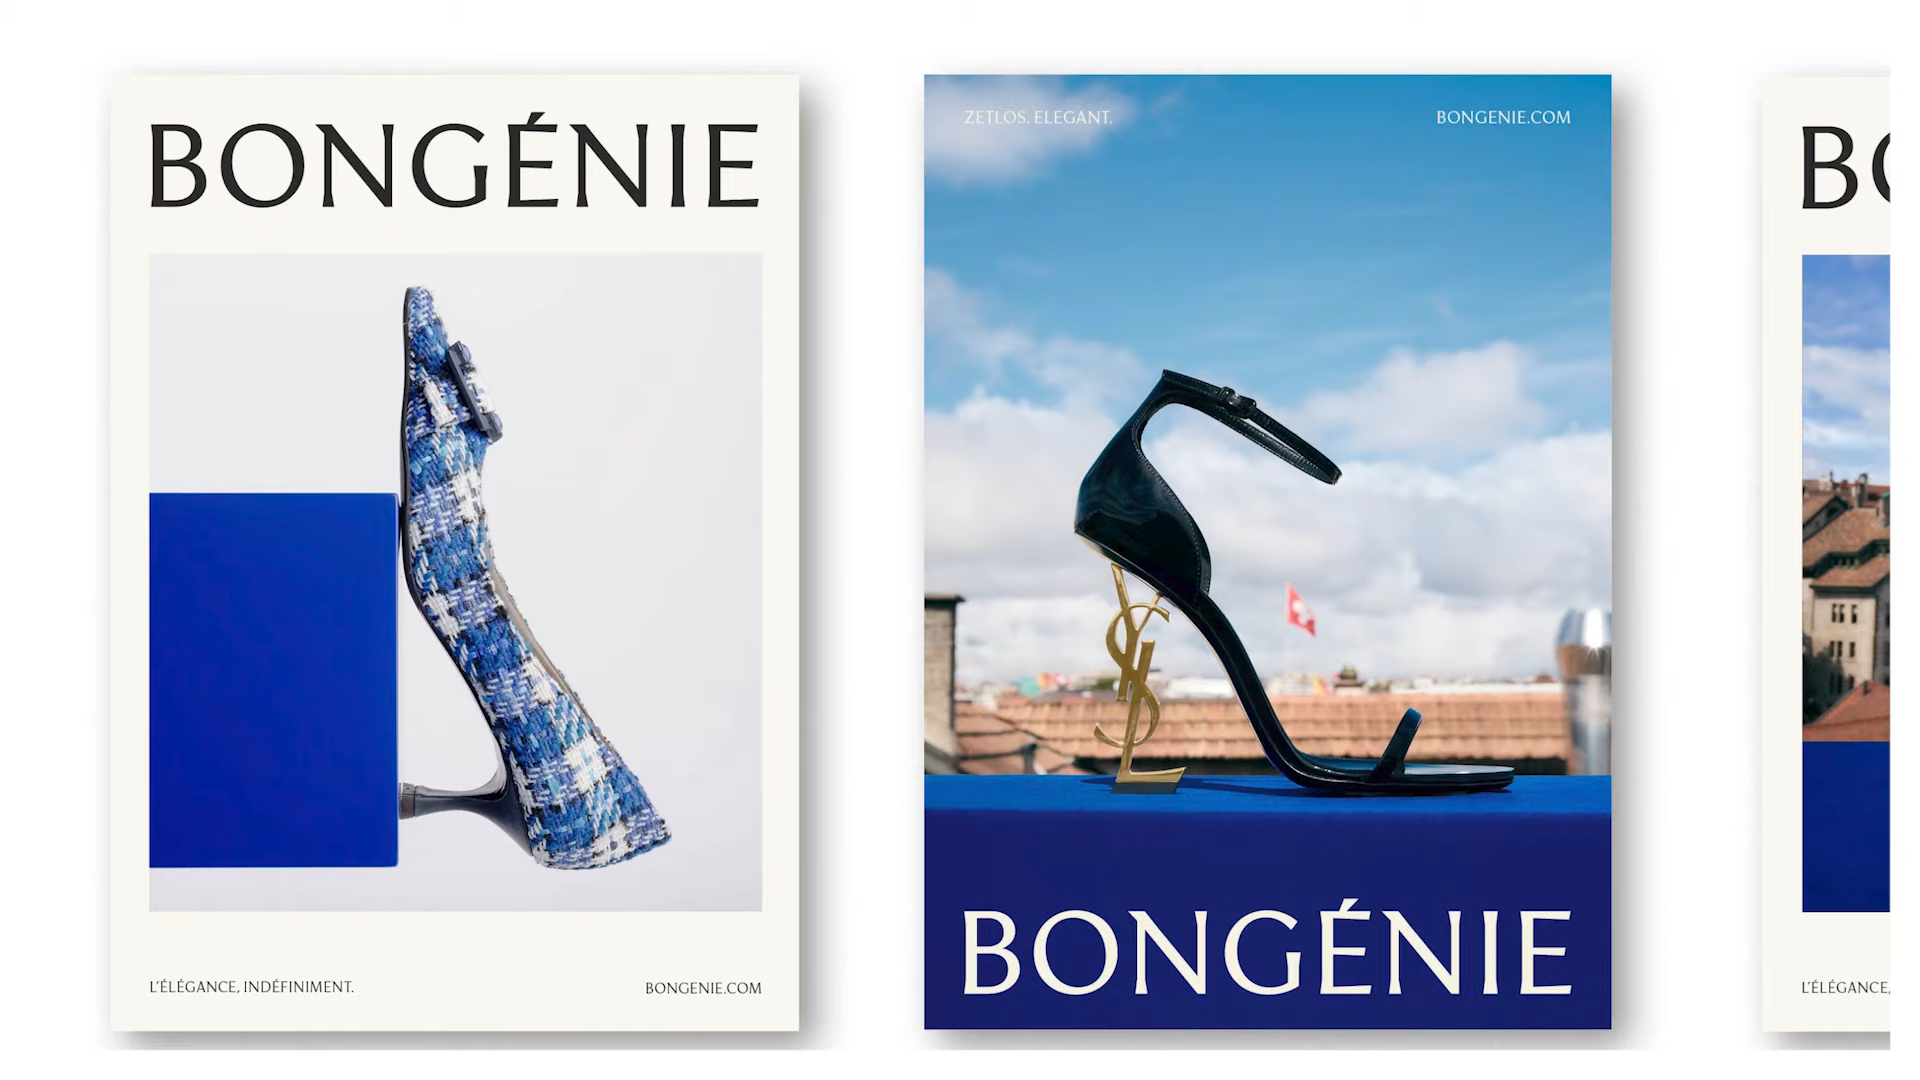 BONGÉNIE
L'ÉLÉGANCE, INDÉFINIMENT.
BONGENIE.COM
ZETLOS. ELEGANT.
BONGENIE.COM
YSL
BONGÉNIE
B
L'ÉLÉGANCE,